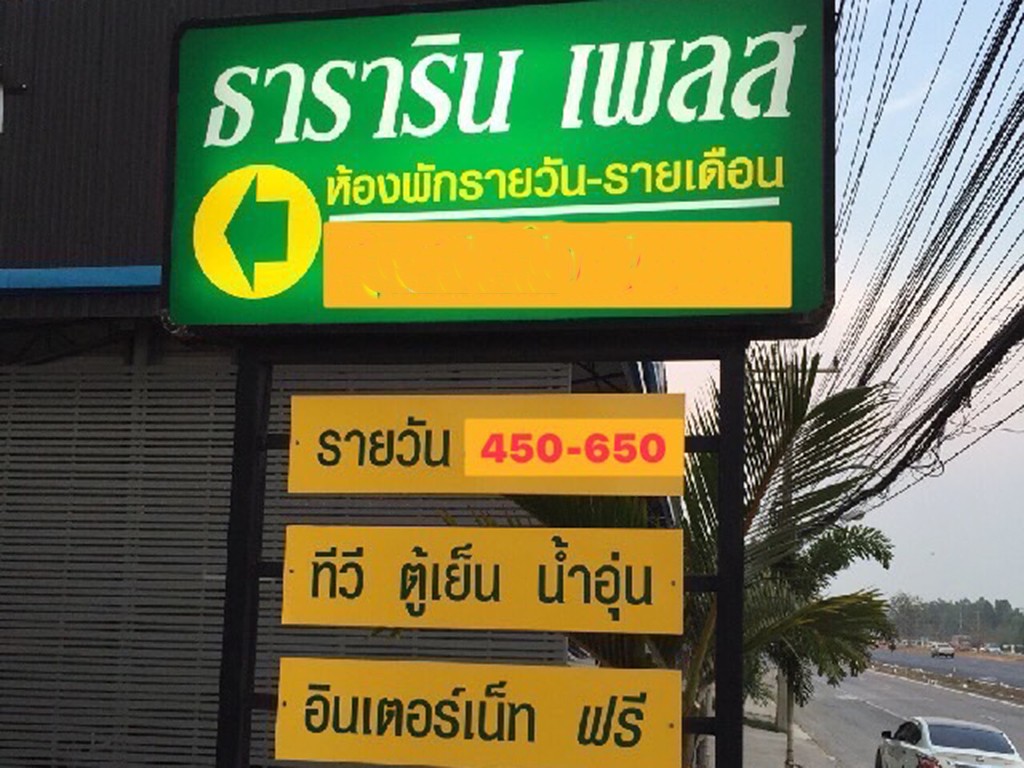 ธาราริน เพลส
ห้องพักรายวัน-รายเดือน
รายวัน 450-650
ทีวี ตู้เย็น น้ำอุ่น
อินเตอร์เน็ท ฟรี